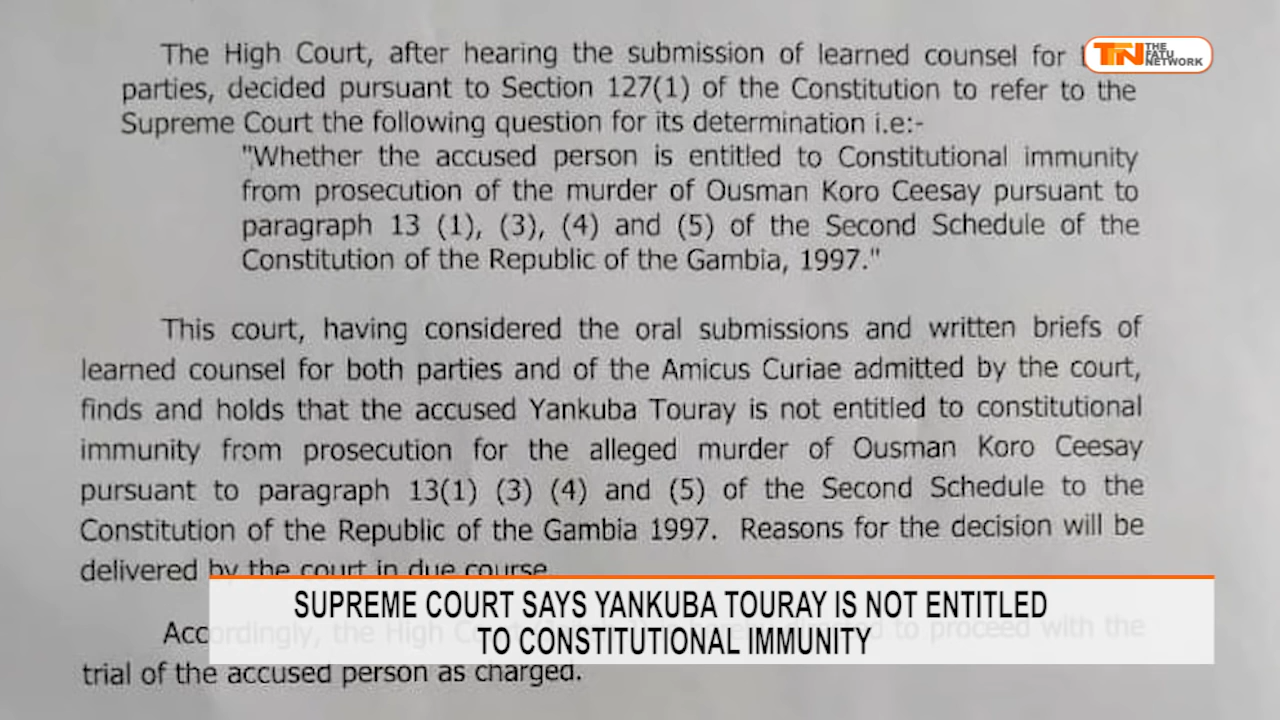 The High Court, after hearing the submission of learned counsel for
THE FATU NETWORK
parties, decided pursuant to Section 127(1) of the Constitution to refer to the
Supreme Court the following question for its determination i.e:-
"Whether the accused person is entitled to Constitutional immunity
from prosecution of the murder of Ousman Koro Ceesay pursuant to
paragraph 13 (1), (3), (4) and (5) of the Second Schedule of the
Constitution of the Republic of the Gambia, 1997."
This court, having considered the oral submissions and written briefs of
learned counsel for both parties and of the Amicus Curiae admitted by the court,
finds and holds that the accused Yankuba Touray is not entitled to constitutional
immunity from prosecution for the alleged murder of Ousman Koro Ceesay
pursuant to paragraph 13(1) (3) (4) and (5) of the Second Schedule to the
Constitution of the Republic of the Gambia 1997. Reasons for the decision will be
delivered by the court in due course.
Accordingly, the High Court to proceed with the
SUPREME COURT SAYS YANKUBA TOURAY IS NOT ENTITLED
TO CONSTITUTIONAL IMMUNITY
trial of the accused person as charged.